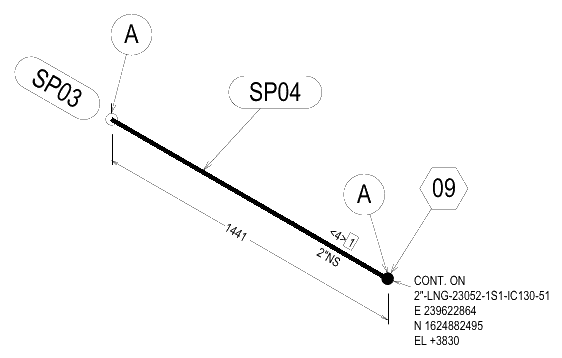 A
SP03
SP04
A
09
1441
<4>1
2"NS
CONT. ON
2"-LNG-23052-1S1-IC130-51
E 239622864
N 1624882495
EL +3830